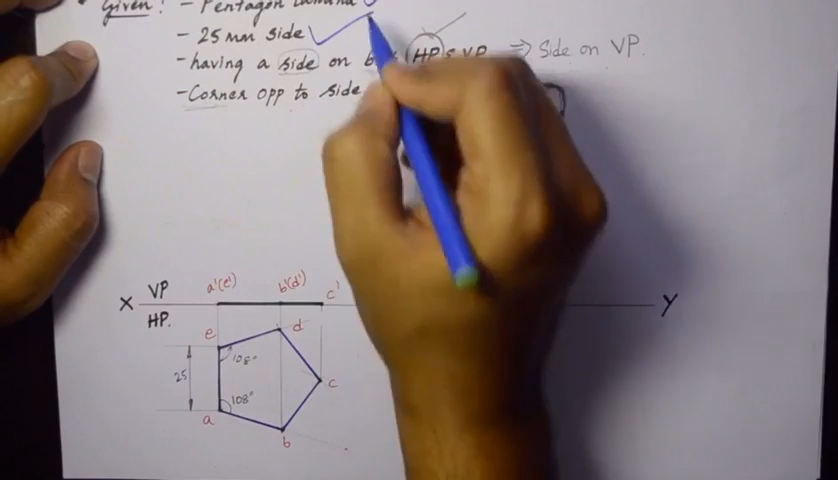 Given: - Pentagon Lamina
- 25 mm side
- having a side on HP & VP ⇒ Side on VP.
- Corner opp to side
a'(e') b'(d') c'
X VP Y
HP.
e d
108°
25 c
108°
a
b